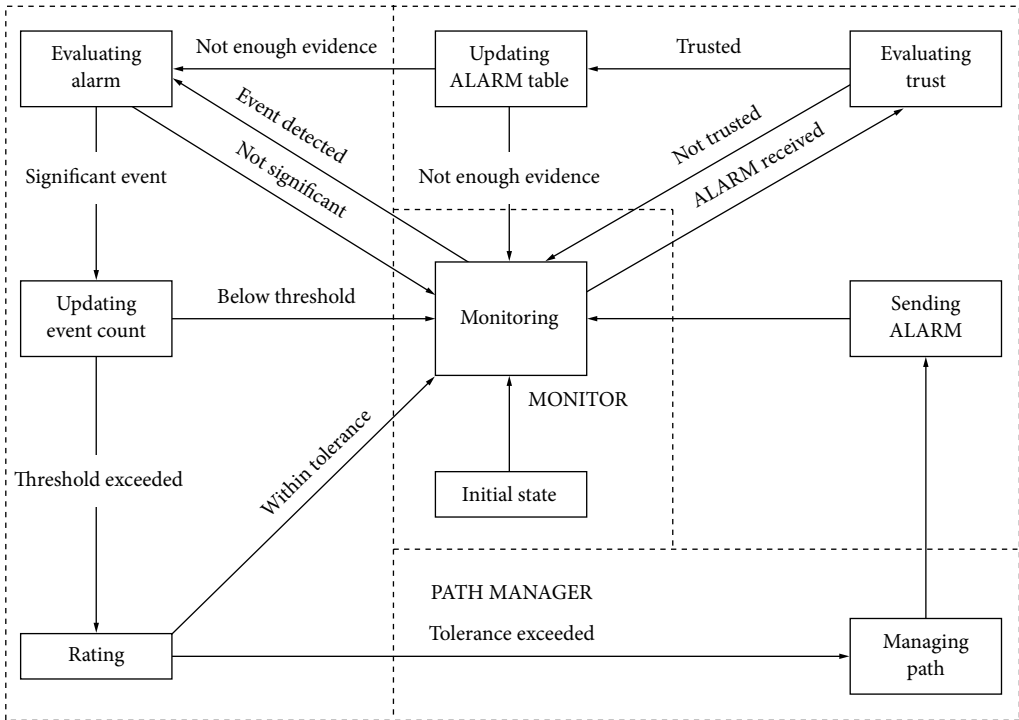 Evaluating
alarm
Not enough evidence
Updating
ALARM table
Trusted
Evaluating
trust
Event detected
Not significant
Not trusted
ALARM received
Significant event
Not enough evidence
Updating
event count
Below threshold
Monitoring
Sending
ALARM
MONITOR
Within tolerance
Threshold exceeded
Initial state
PATH MANAGER
Tolerance exceeded
Rating
Managing
path